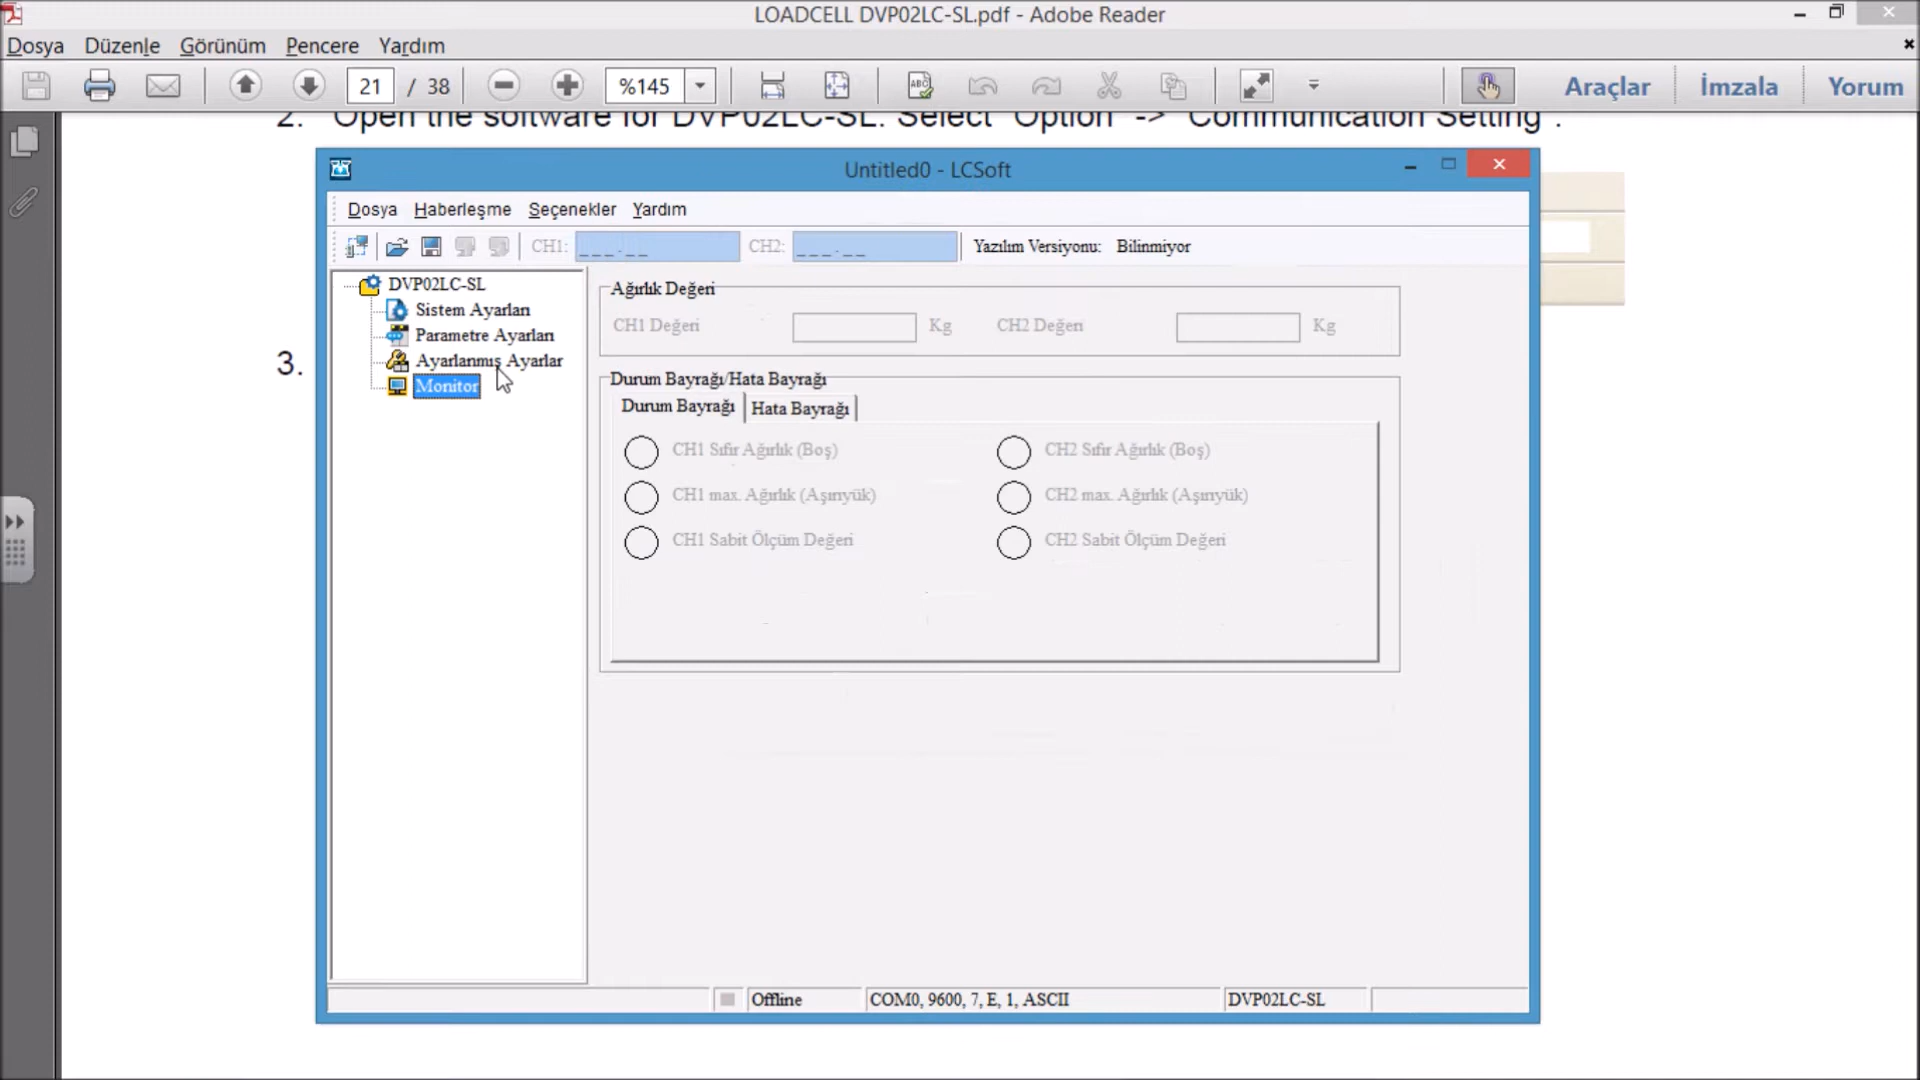 LOADCELL DVP02LC-SL.pdf - Adobe Reader
Dosya Düzenle Görünüm Pencere Yardım
21 / 38 %145 Araçlar İmzala Yorum
2. Open the software for DVP02LC-SL. Select "Option" -> "Communication Setting".
Untitled0 - LCSoft
Dosya Haberleşme Seçenekler Yardım
CH1: _ _ _ . _ _ CH2: _ _ _ . _ _ Yazılım Versiyonu: Bilinmiyor
DVP02LC-SL
Sistem Ayarları
Parametre Ayarları
Ayarlanmış Ayarlar
Monitor
3.
Ağırlık Değeri
CH1 Değeri Kg CH2 Değeri Kg
Durum Bayrağı/Hata Bayrağı
Durum Bayrağı Hata Bayrağı
CH1 Sıfır Ağırlık (Boş) CH2 Sıfır Ağırlık (Boş)
CH1 max. Ağırlık (Aşırıyük) CH2 max. Ağırlık (Aşırıyük)
CH1 Sabit Ölçüm Değeri CH2 Sabit Ölçüm Değeri
Offline COM0, 9600, 7, E, 1, ASCII DVP02LC-SL